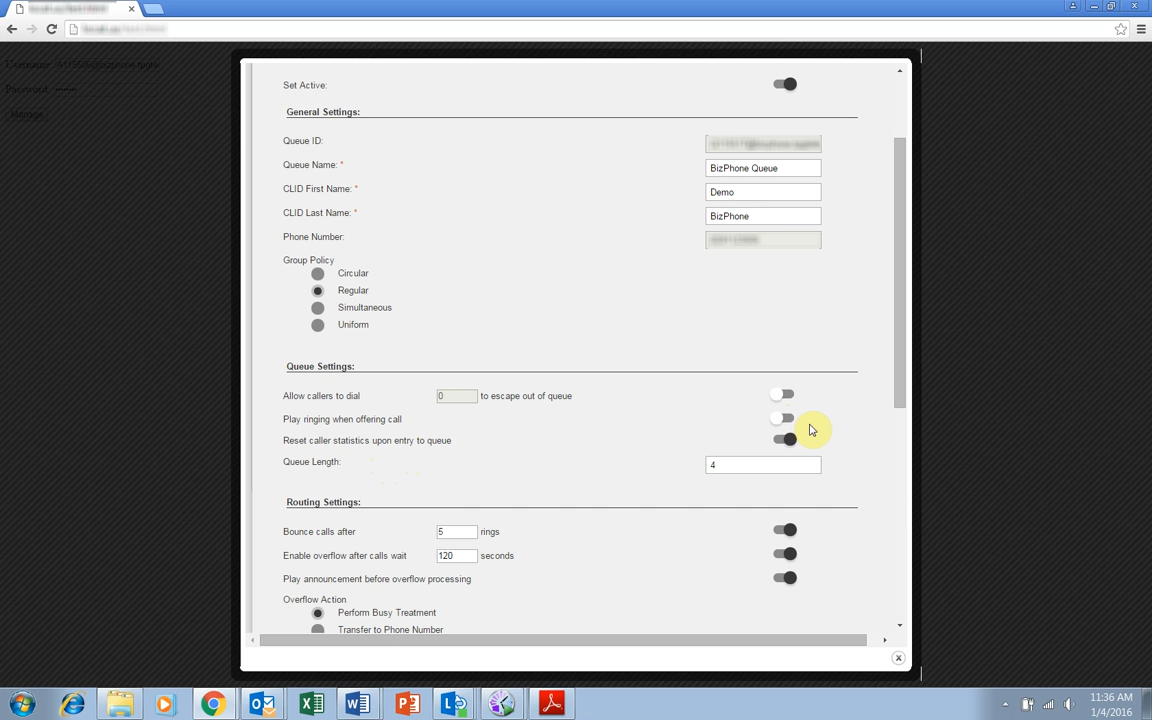 Username:
Password:
Manage
Set Active:
General Settings:
Queue ID:
Queue Name: * BizPhone Queue
CLID First Name: * Demo
CLID Last Name: * BizPhone
Phone Number:
Group Policy
Circular
Regular
Simultaneous
Uniform
Queue Settings:
Allow callers to dial 0 to escape out of queue
Play ringing when offering call
Reset caller statistics upon entry to queue
Queue Length: 4
Routing Settings:
Bounce calls after 5 rings
Enable overflow after calls wait 120 seconds
Play announcement before overflow processing
Overflow Action
Perform Busy Treatment
Transfer to Phone Number
11:36 AM
1/4/2016